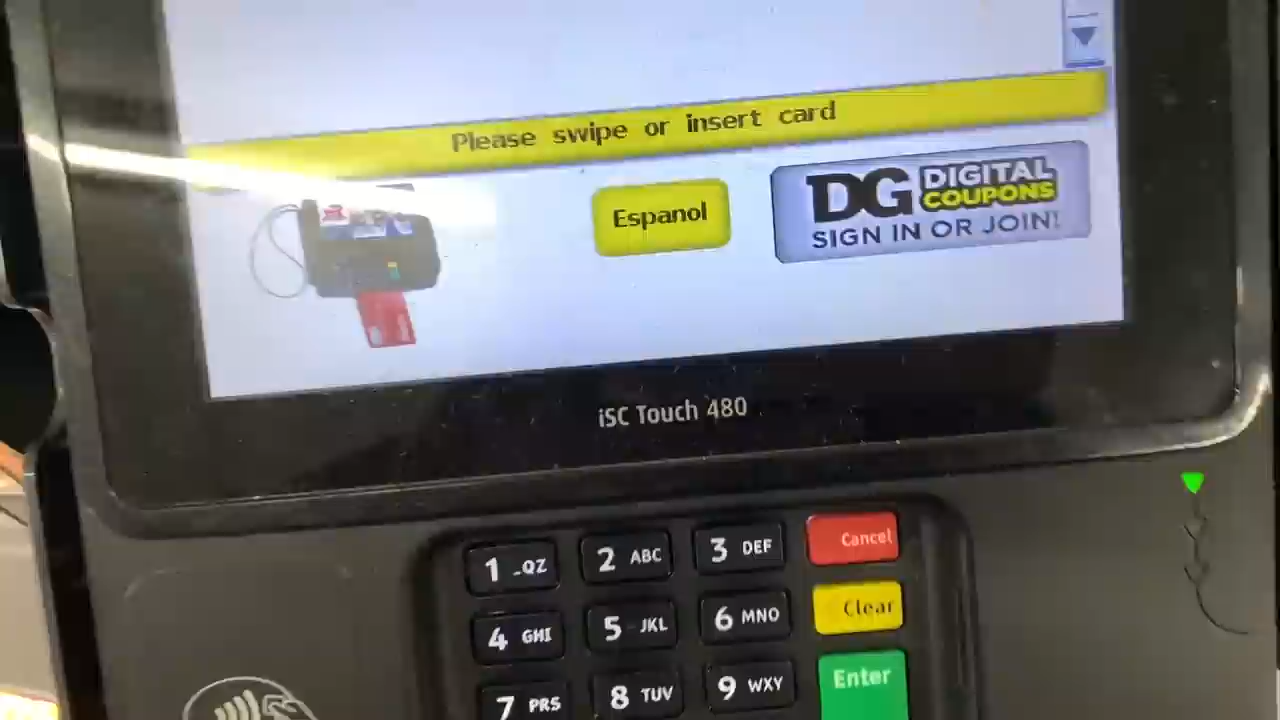 Please swipe or insert card
Espanol
DG DIGITAL COUPONS
SIGN IN OR JOIN!
iSC Touch 480
1 -QZ
2 ABC
3 DEF
Cancel
4 GHI
5 JKL
6 MNO
Clear
7 PRS
8 TUV
9 WXY
Enter